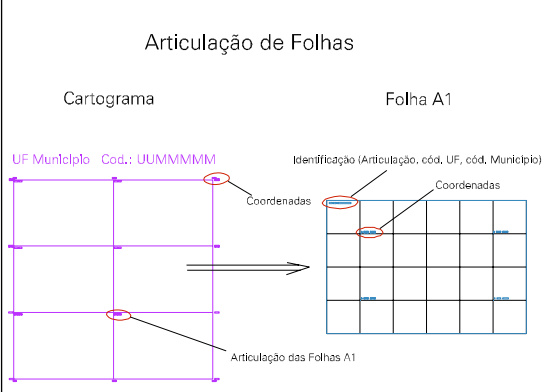 Articulação de Folhas
Cartograma
Folha A1
UF Município Cod.: UUMMMMM
Identificação (Articulação, cód. UF, cód. Município)
Coordenadas
Coordenadas
Articulação das Folhas A1